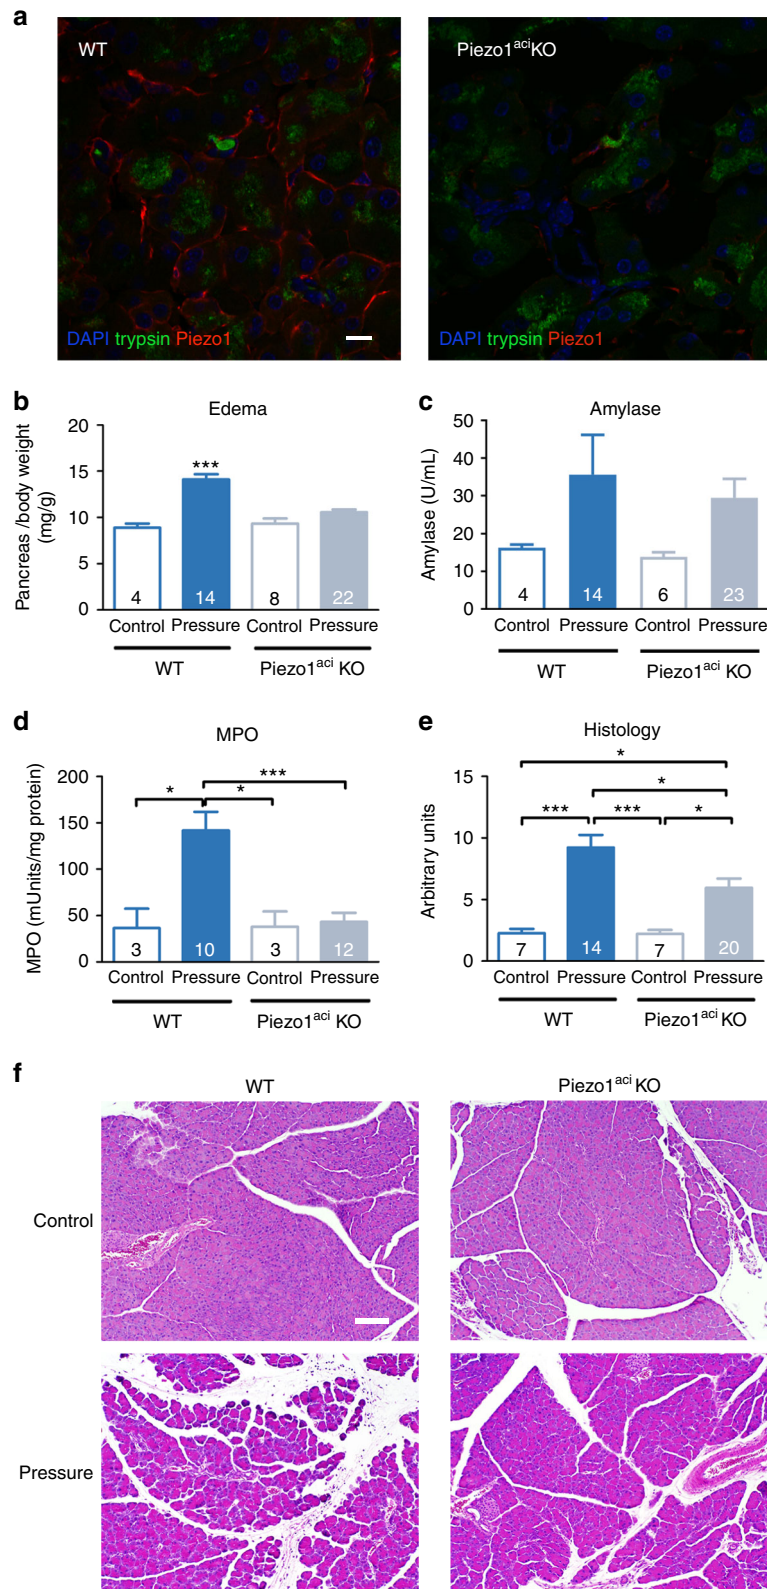 a
WT
Piezo1ᵃᶜⁱKO
DAPI trypsin Piezo1
DAPI trypsin Piezo1
b
Edema
Pancreas /body weight
(mg/g)
20
15
10
5
0
***
4
14
8
22
Control Pressure Control Pressure
WT
Piezo1ᵃᶜⁱ KO
c
Amylase
Amylase (U/mL)
50
40
30
20
10
0
4
14
6
23
Control Pressure Control Pressure
WT
Piezo1ᵃᶜⁱ KO
d
MPO
MPO (mUnits/mg protein)
200
150
100
50
0
***
*
*
3
10
3
12
Control Pressure Control Pressure
WT
Piezo1ᵃᶜⁱ KO
e
Histology
Arbitrary units
15
10
5
0
*
*
***
***
*
7
14
7
20
Control Pressure Control Pressure
WT
Piezo1ᵃᶜⁱ KO
f
WT
Piezo1ᵃᶜⁱ KO
Control
Pressure